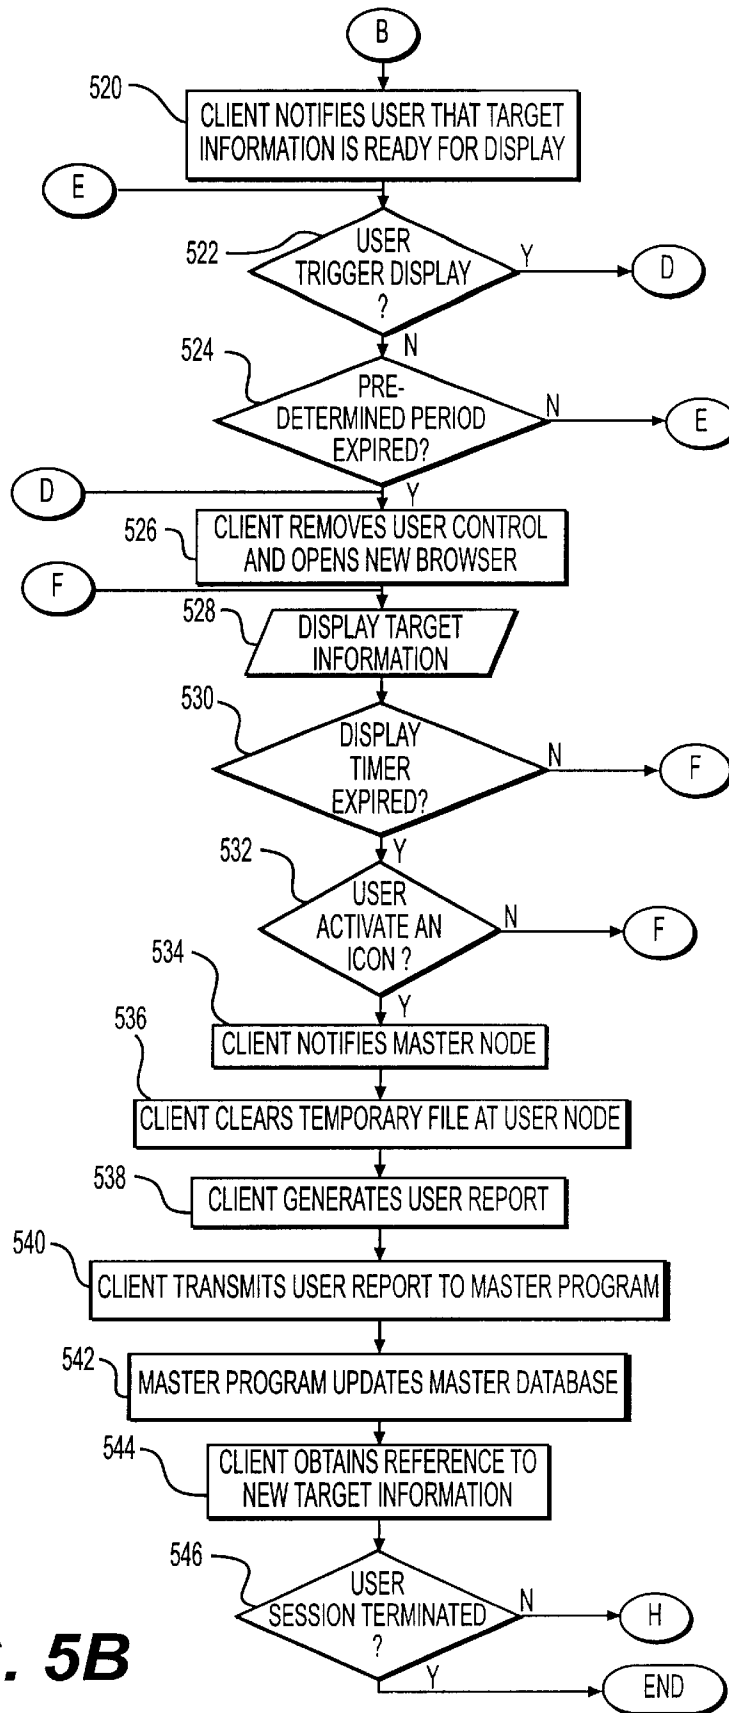 B
520
CLIENT NOTIFIES USER THAT TARGET
INFORMATION IS READY FOR DISPLAY
E
522
USER
TRIGGER DISPLAY
?
Y
D
N
524
PRE-
DETERMINED PERIOD
EXPIRED?
N
E
D
Y
526
CLIENT REMOVES USER CONTROL
AND OPENS NEW BROWSER
F
528
DISPLAY TARGET
INFORMATION
530
DISPLAY
TIMER
EXPIRED?
N
F
Y
532
USER
ACTIVATE AN
ICON ?
N
F
Y
534
CLIENT NOTIFIES MASTER NODE
536
CLIENT CLEARS TEMPORARY FILE AT USER NODE
538
CLIENT GENERATES USER REPORT
540
CLIENT TRANSMITS USER REPORT TO MASTER PROGRAM
542
MASTER PROGRAM UPDATES MASTER DATABASE
544
CLIENT OBTAINS REFERENCE TO
NEW TARGET INFORMATION
546
USER
SESSION TERMINATED
?
N
H
Y
END
. 5B